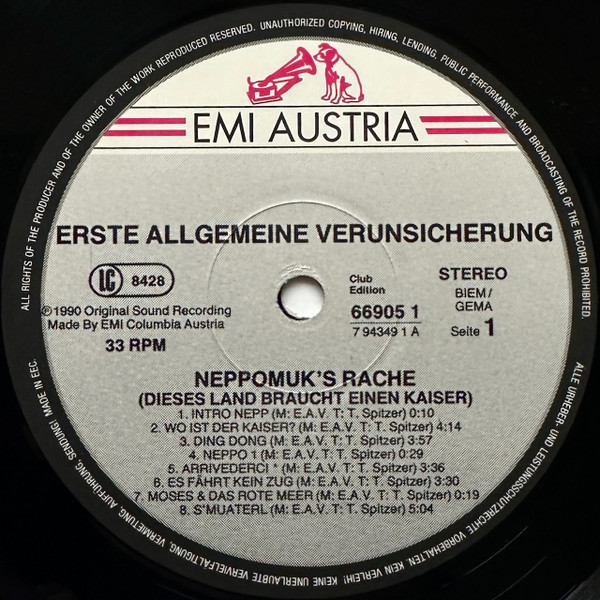 ALL RIGHTS OF THE PRODUCER AND OF THE OWNER OF THE WORK REPRODUCED RESERVED. UNAUTHORIZED COPYING, HIRING, LENDING, PUBLIC PERFORMANCE AND BROADCASTING OF THE RECORD PROHIBITED.
EMI AUSTRIA
ERSTE ALLGEMEINE VERUNSICHERUNG
LC 8428
℗1990 Original Sound Recording
Made By EMI Columbia Austria
33 RPM
Club
Edition
66905 1
7 94349 1 A
STEREO
BIEM/
GEMA
Seite 1
NEPPOMUK'S RACHE
(DIESES LAND BRAUCHT EINEN KAISER)
1. INTRO NEPP (M: E.A.V. T: T. Spitzer) 0:10
2. WO IST DER KAISER? (M: E.A.V. T: T. Spitzer) 4:14
3. DING DONG (M: E.A.V. T: T. Spitzer) 3:57
4. NEPPO 1 (M: E.A.V. T: T. Spitzer) 0:29
5. ARRIVEDERCI * (M: E.A.V. T: T. Spitzer) 3:36
6. ES FÄHRT KEIN ZUG (M: E.A.V. T: T. Spitzer) 3:30
7. MOSES & DAS ROTE MEER (M: E.A.V. T: T. Spitzer) 0:19
8. S'MUATERL (M: E.A.V. T: T. Spitzer) 5:04
ALLE URHEBER- UND LEISTUNGSSCHUTZRECHTE VORBEHALTEN. KEIN VERLEIH! KEINE UNERLAUBTE VERVIELFÄLTIGUNG, VERMIETUNG, AUFFÜHRUNG, SENDUNG! MADE IN EEC.